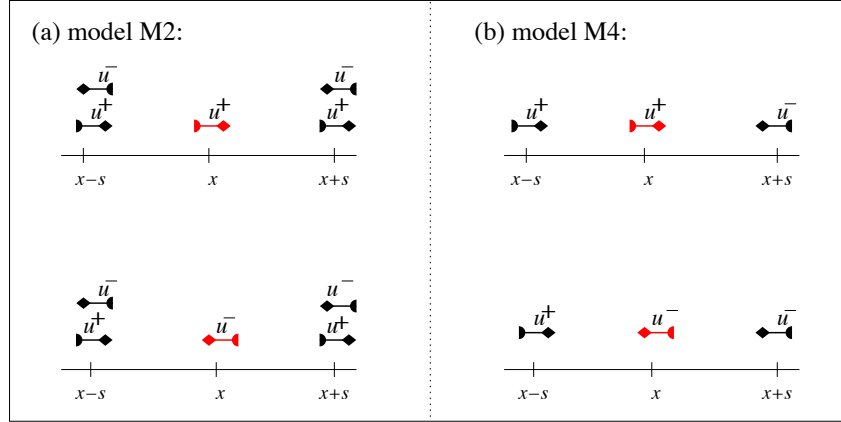 (a) model M2:
u⁻ u⁻
u⁺ u⁺ u⁺
x−s x x+s
u⁻ u⁻
u⁺ u⁻ u⁺
x−s x x+s
(b) model M4:
u⁺ u⁺ u⁻
x−s x x+s
u⁺ u⁻ u⁻
x−s x x+s